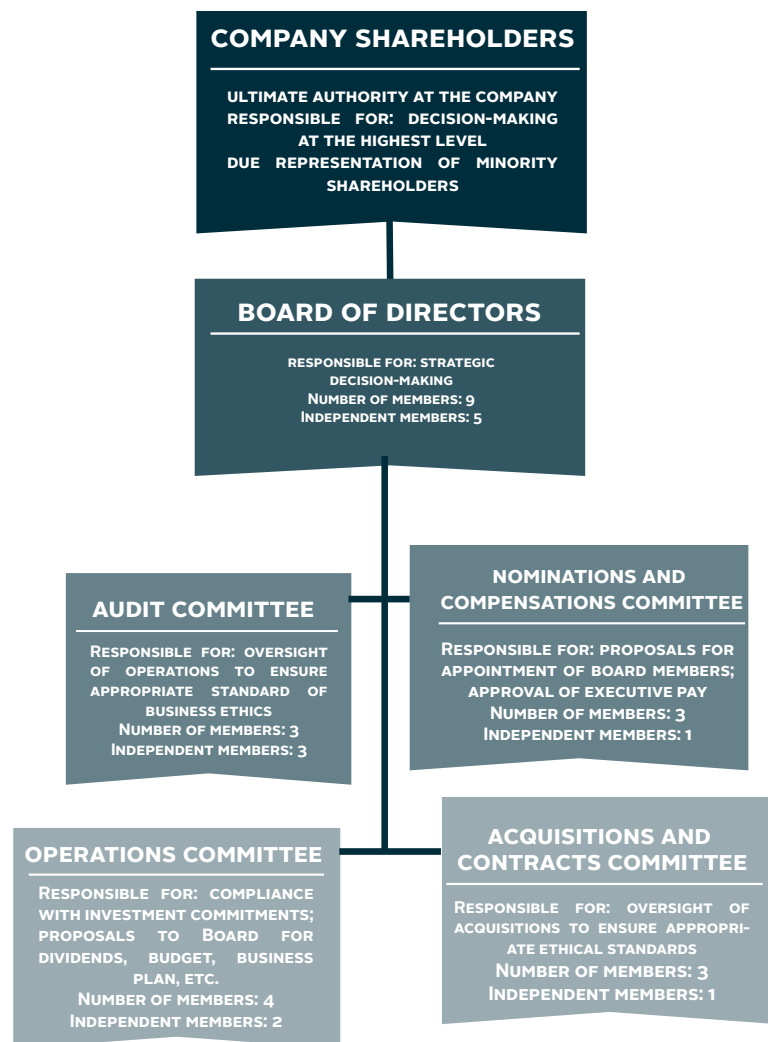 COMPANY SHAREHOLDERS
ULTIMATE AUTHORITY AT THE COMPANY
RESPONSIBLE FOR: DECISION-MAKING
AT THE HIGHEST LEVEL
DUE REPRESENTATION OF MINORITY
SHAREHOLDERS
BOARD OF DIRECTORS
RESPONSIBLE FOR: STRATEGIC
DECISION-MAKING
NUMBER OF MEMBERS: 9
INDEPENDENT MEMBERS: 5
AUDIT COMMITTEE
RESPONSIBLE FOR: OVERSIGHT
OF OPERATIONS TO ENSURE
APPROPRIATE STANDARD OF
BUSINESS ETHICS
NUMBER OF MEMBERS: 3
INDEPENDENT MEMBERS: 3
NOMINATIONS AND
COMPENSATIONS COMMITTEE
RESPONSIBLE FOR: PROPOSALS FOR
APPOINTMENT OF BOARD MEMBERS;
APPROVAL OF EXECUTIVE PAY
NUMBER OF MEMBERS: 3
INDEPENDENT MEMBERS: 1
OPERATIONS COMMITTEE
RESPONSIBLE FOR: COMPLIANCE
WITH INVESTMENT COMMITMENTS;
PROPOSALS TO BOARD FOR
DIVIDENDS, BUDGET, BUSINESS
PLAN, ETC.
NUMBER OF MEMBERS: 4
INDEPENDENT MEMBERS: 2
ACQUISITIONS AND
CONTRACTS COMMITTEE
RESPONSIBLE FOR: OVERSIGHT OF
ACQUISITIONS TO ENSURE APPROPRI-
ATE ETHICAL STANDARDS
NUMBER OF MEMBERS: 3
INDEPENDENT MEMBERS: 1